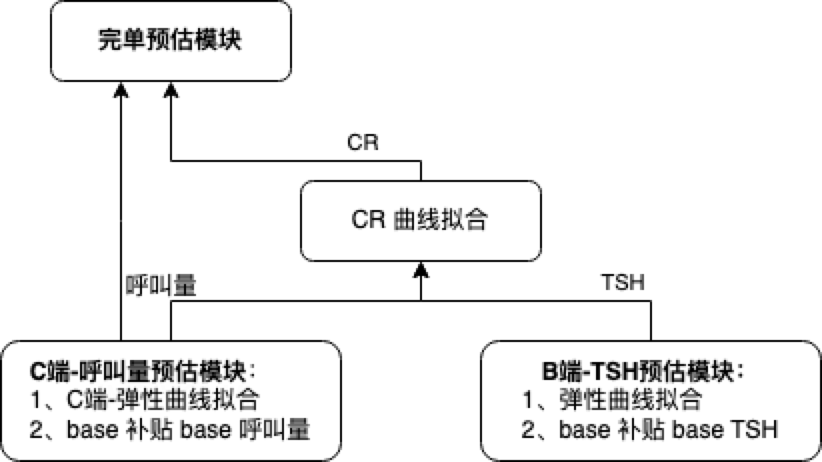 完单预估模块
CR
CR 曲线拟合
呼叫量
TSH
C端-呼叫量预估模块：
1、C端-弹性曲线拟合
2、base 补贴 base 呼叫量
B端-TSH预估模块：
1、弹性曲线拟合
2、base 补贴 base TSH